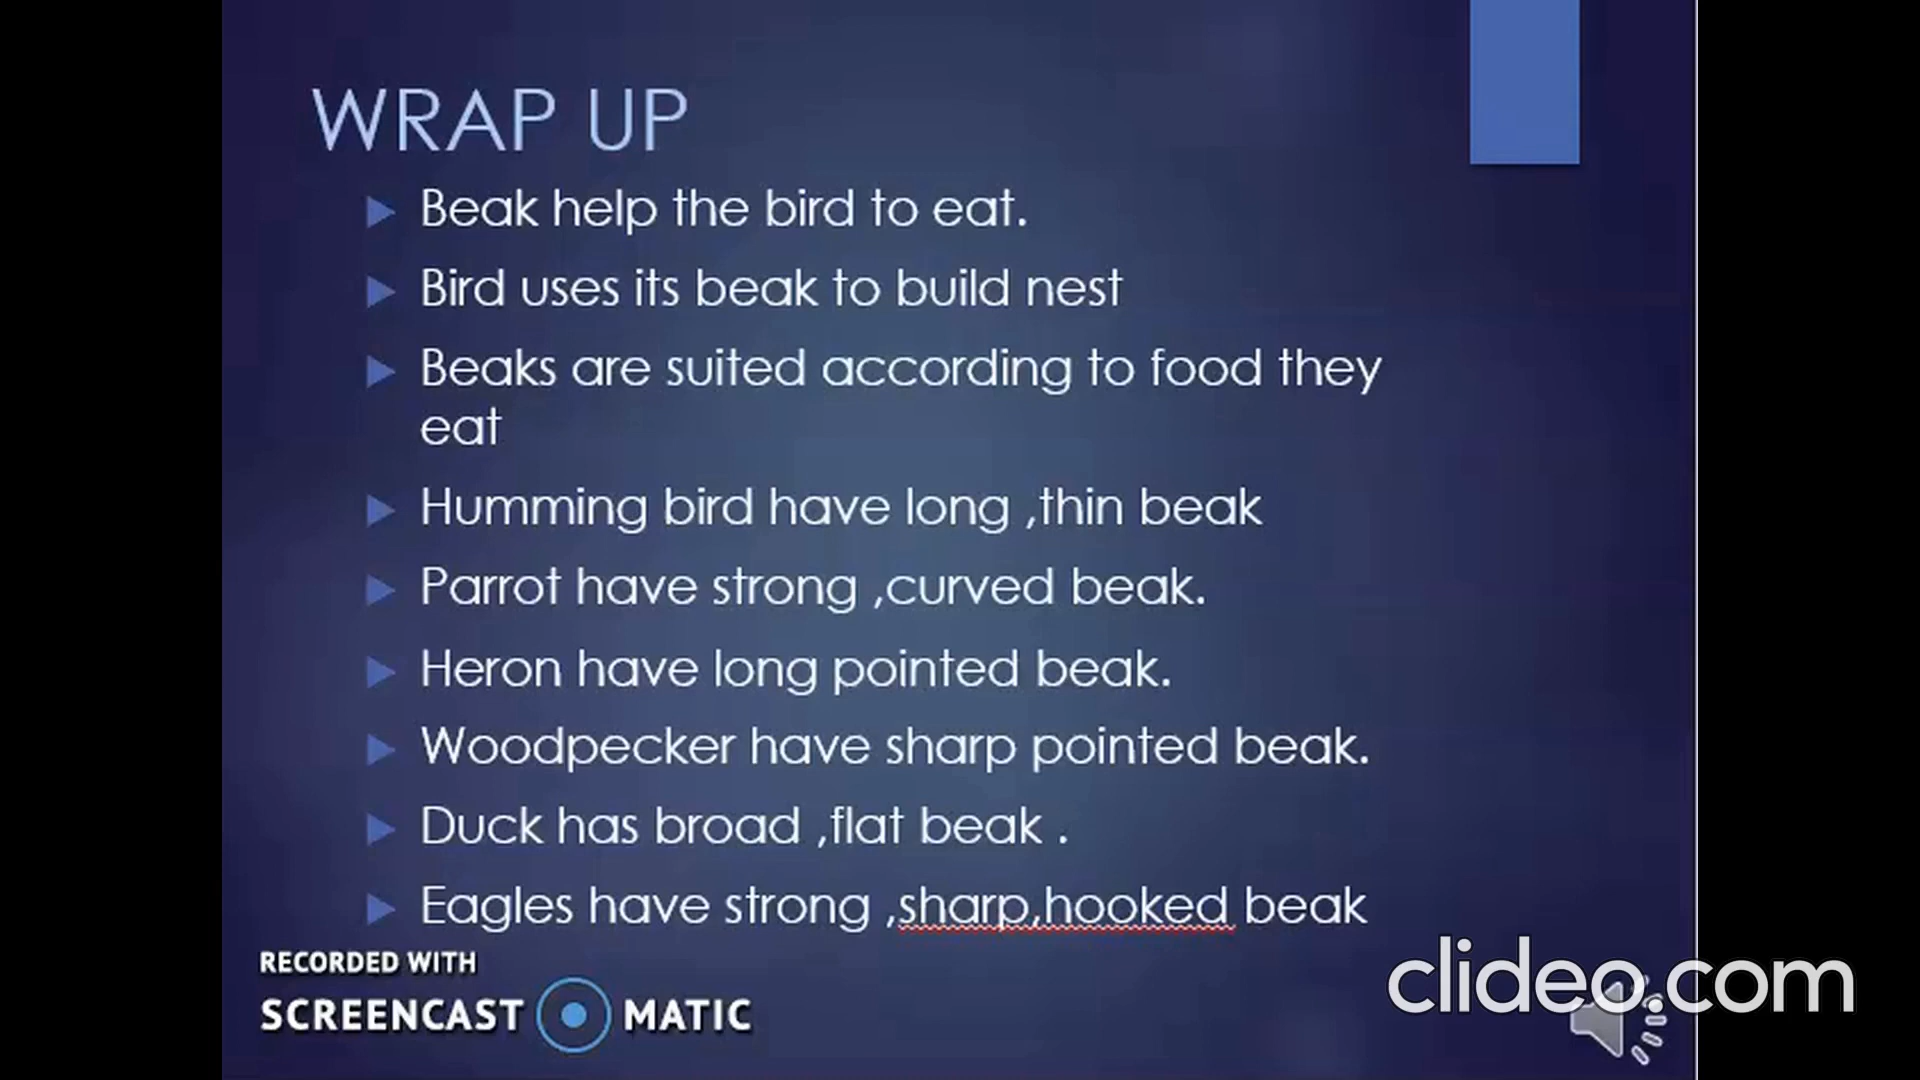 WRAP UP
Beak help the bird to eat.
Bird uses its beak to build nest
Beaks are suited according to food they
eat
Humming bird have long ,thin beak
Parrot have strong ,curved beak.
Heron have long pointed beak.
Woodpecker have sharp pointed beak.
Duck has broad ,flat beak .
Eagles have strong ,sharp,hooked beak
RECORDED WITH
SCREENCAST MATIC
clideo.com